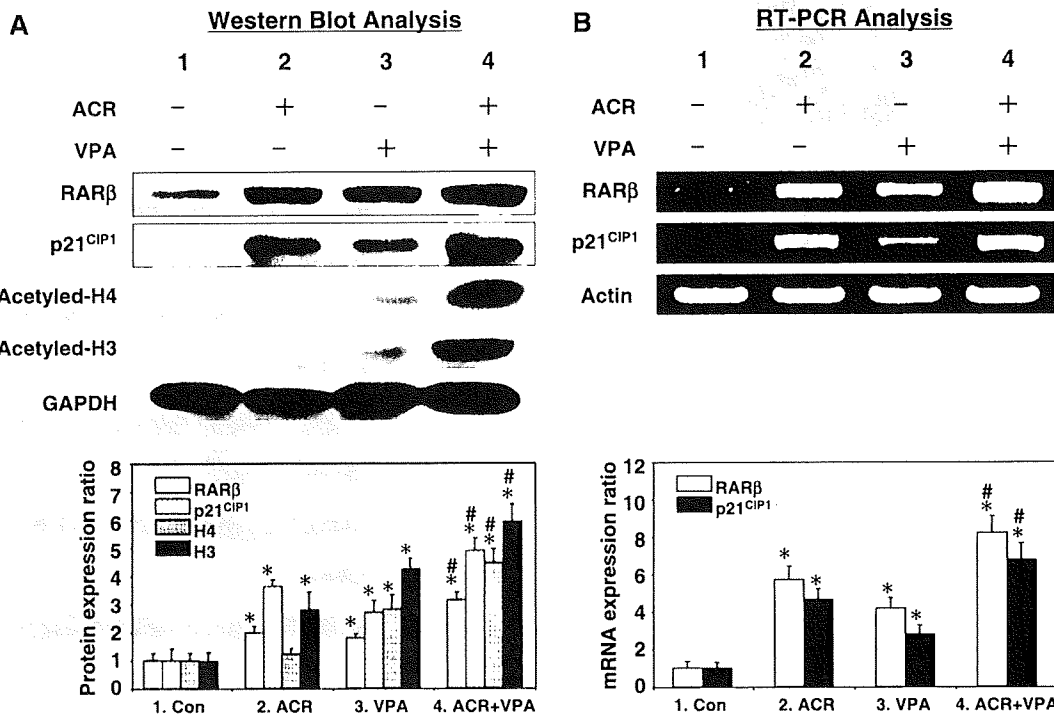 A
Western Blot Analysis
1 2 3 4
ACR - + - +
VPA - - + +
RARβ
p21CIP1
Acetyled-H4
Acetyled-H3
GAPDH
Protein expression ratio
8
7
6
5
4
3
2
1
0
RARβ
p21CIP1
H4
H3
* * *
* * * *
#* #* #* #*
1. Con 2. ACR 3. VPA 4. ACR+VPA
B
RT-PCR Analysis
1 2 3 4
ACR - + - +
VPA - - + +
RARβ
p21CIP1
Actin
mRNA expression ratio
12
10
8
6
4
2
0
RARβ
p21CIP1
* *
* *
#* #*
1. Con 2. ACR 3. VPA 4. ACR+VPA